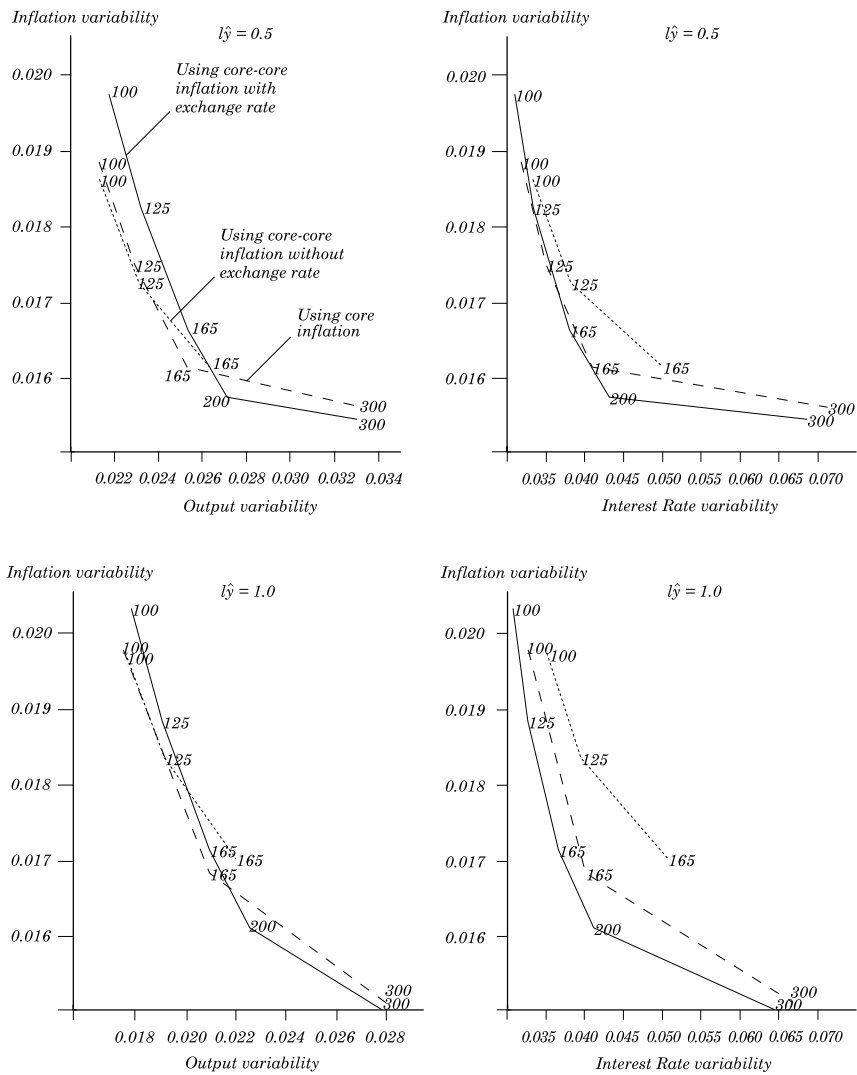 Inflation variability
lŷ = 0.5
0.020
0.019
0.018
0.017
0.016
Using core-core
inflation with
exchange rate
Using core-core
inflation without
exchange rate
Using core
inflation
100
100
100
125
125
125
165
165
165
200
300
300
0.022 0.024 0.026 0.028 0.030 0.032 0.034
Output variability
Inflation variability
lŷ = 0.5
0.020
0.019
0.018
0.017
0.016
100
100
100
125
125
125
165
165
165
200
300
300
0.035 0.040 0.045 0.050 0.055 0.060 0.065 0.070
Interest Rate variability
Inflation variability
lŷ = 1.0
0.020
0.019
0.018
0.017
0.016
100
100
100
125
125
165
165
165
200
300
300
0.018 0.020 0.022 0.024 0.026 0.028
Output variability
Inflation variability
lŷ = 1.0
0.020
0.019
0.018
0.017
0.016
100
100
100
125
125
165
165
165
200
300
300
0.035 0.040 0.045 0.050 0.055 0.060 0.065 0.070
Interest Rate variability